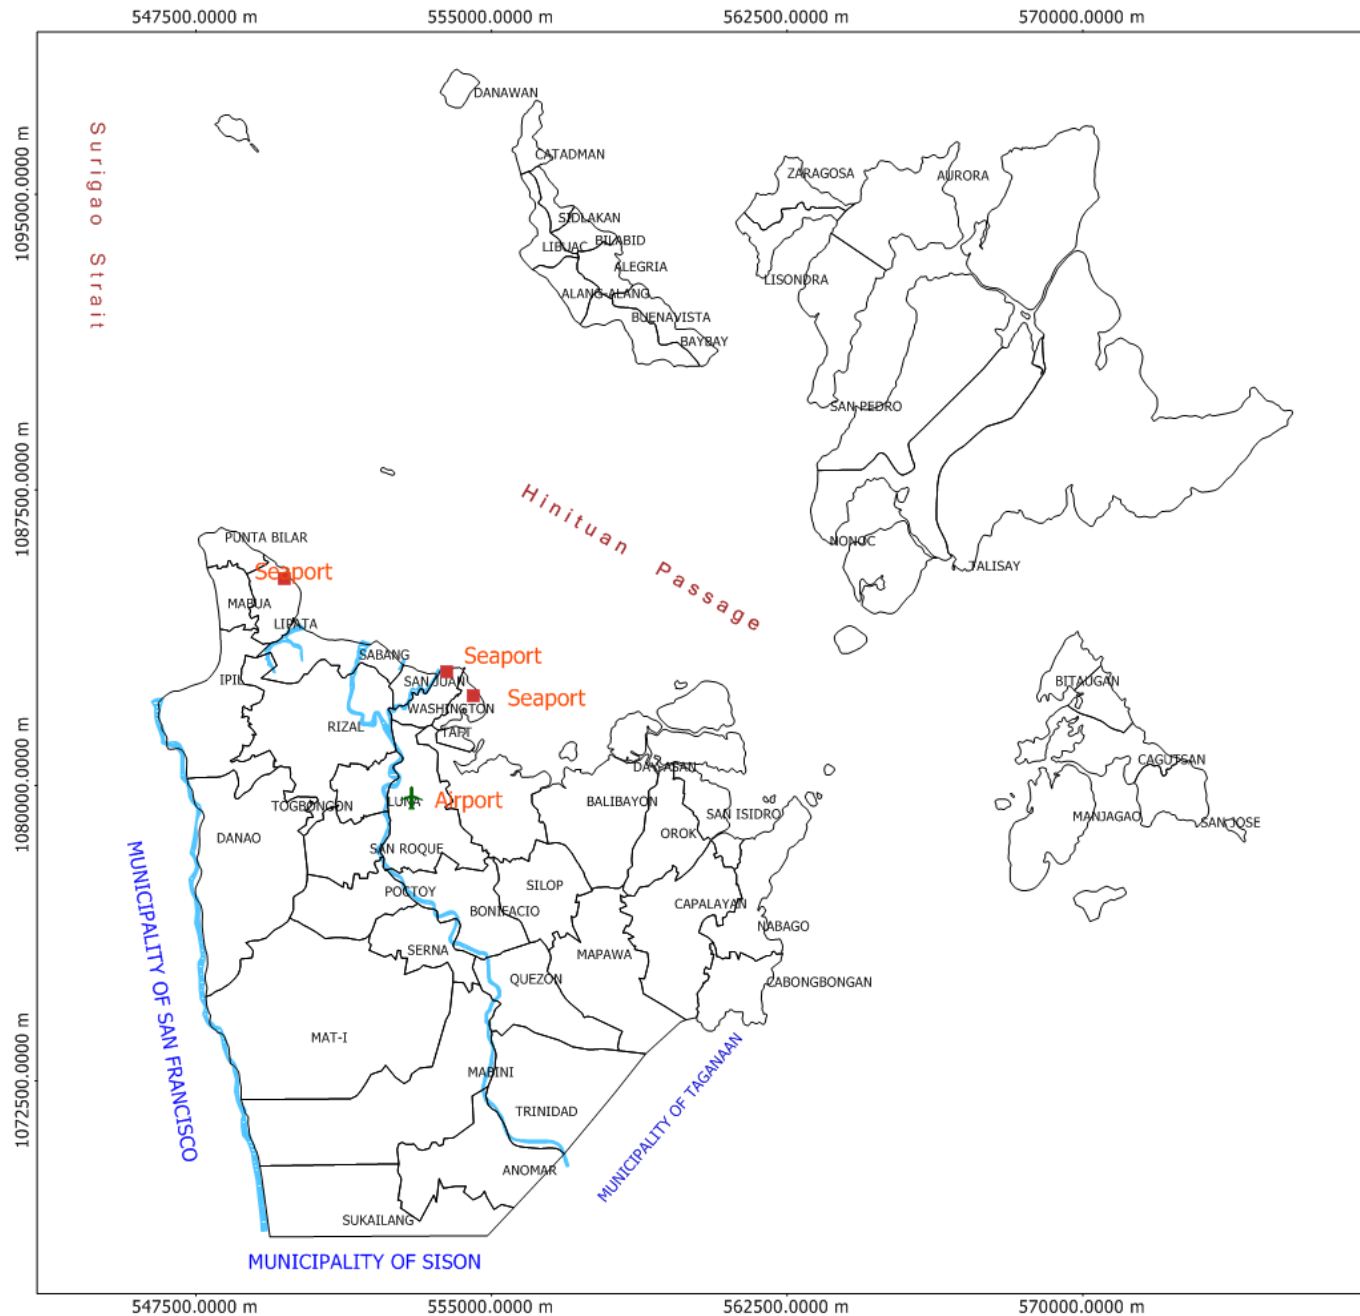 547500.0000 m
555000.0000 m
562500.0000 m
570000.0000 m
1095000.0000 m
1087500.0000 m
1080000.0000 m
1072500.0000 m
Surigao Strait
DANAWAN
CATADMAN
SIDLAKAN
BILABID
LIBUAC
ALEGRIA
ALANG-ALANG
BUENAVISTA
BAYBAY
ZARAGOSA
AURORA
LISONDRA
SAN PEDRO
Hinituan Passage
NONOC
TALISAY
PUNTA BILAR
Seaport
MABUA
LIPATA
SABANG
Seaport
IPIL
SAN JUAN
Seaport
WASHINGTON
RIZAL
TAFT
BITAUGAN
CAGUTSAN
MANJAGAO
SAN JOSE
DAYASAN
TOGBONGON
LUNA
Airport
BALIBAYON
SAN ISIDRO
OROK
DANAO
SAN ROQUE
POCTOY
SILOP
BONIFACIO
CAPALAYAN
NABAGO
SERNA
MAPAWA
QUEZON
CABONGBONGAN
MAT-I
MABINI
TRINIDAD
ANOMAR
SUKAILANG
MUNICIPALITY OF SAN FRANCISCO
MUNICIPALITY OF TAGANAAN
MUNICIPALITY OF SISON
547500.0000 m
555000.0000 m
562500.0000 m
570000.0000 m